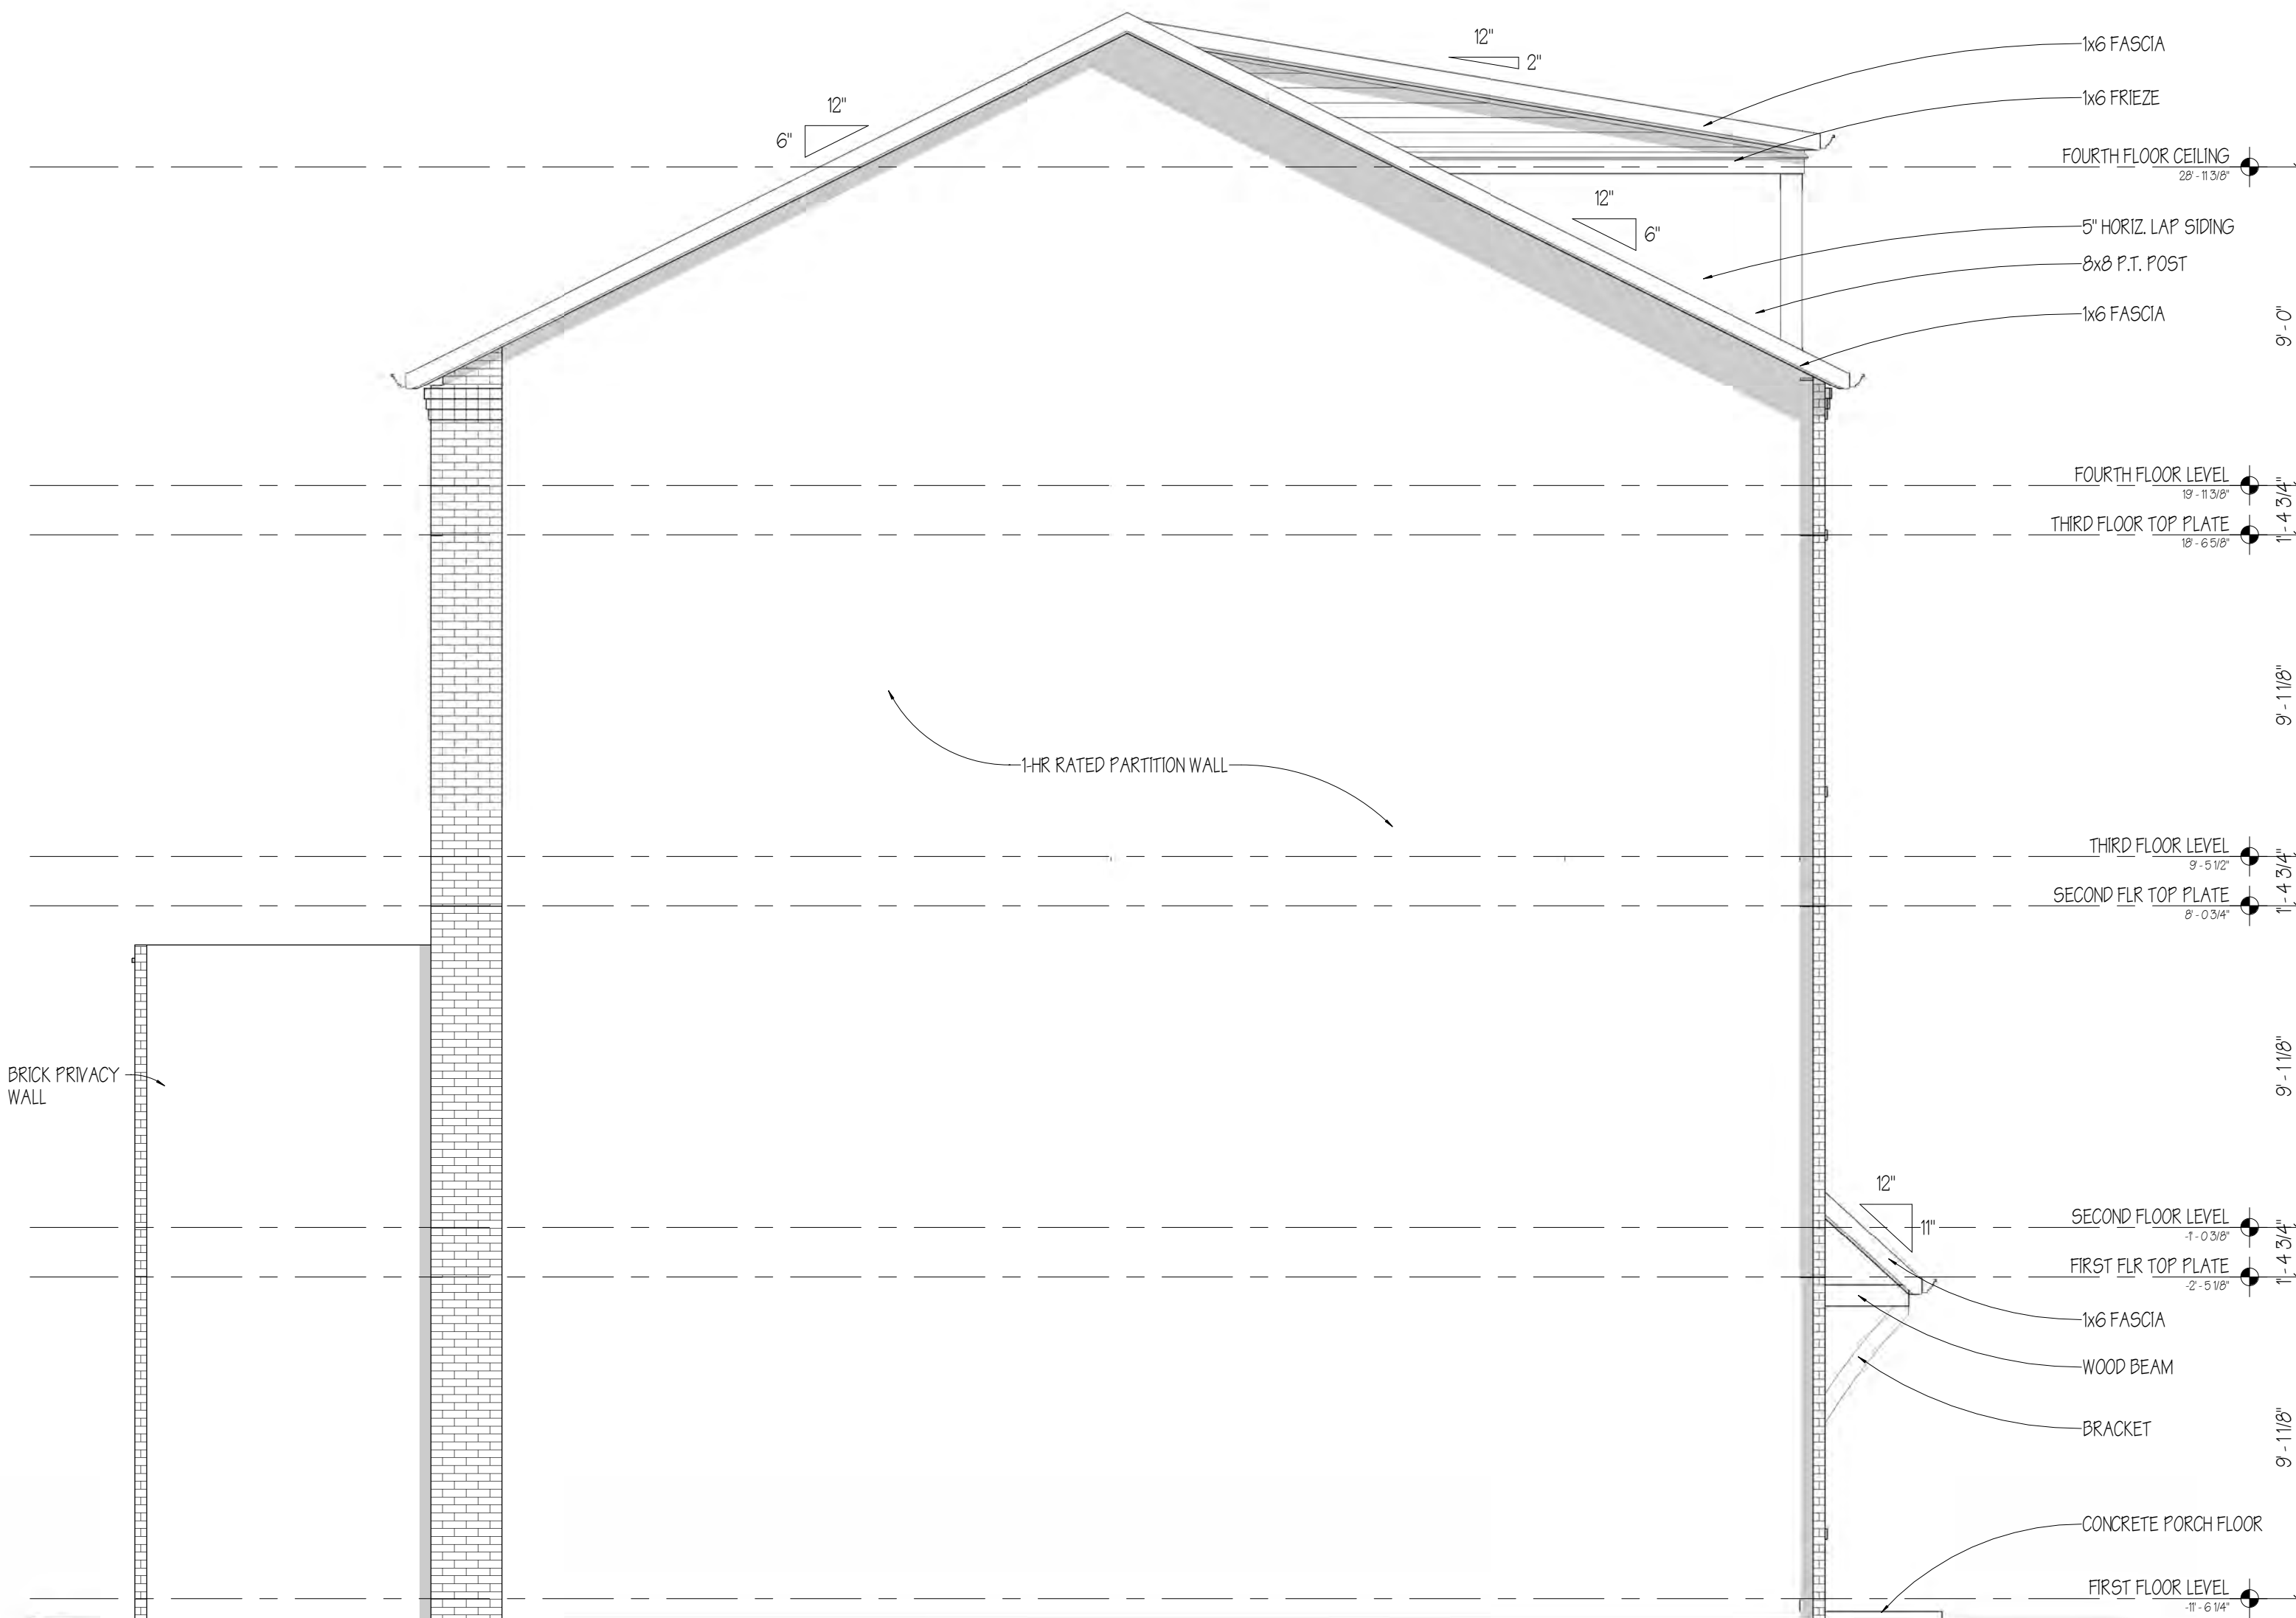 12"
2"
1x6 FASCIA
12"
6"
1x6 FRIEZE
FOURTH FLOOR CEILING
28' - 11 3/8"
12"
6"
5" HORIZ. LAP SIDING
8x8 P.T. POST
1x6 FASCIA
9' - 0"
FOURTH FLOOR LEVEL
19' - 11 3/8"
1' - 4 3/4"
THIRD FLOOR TOP PLATE
18' - 6 5/8"
9' - 1 1/8"
1-HR RATED PARTITION WALL
THIRD FLOOR LEVEL
9' - 5 1/2"
1' - 4 3/4"
SECOND FLR TOP PLATE
8' - 0 3/4"
9' - 1 1/8"
BRICK PRIVACY
WALL
12"
11"
SECOND FLOOR LEVEL
-1' - 0 3/8"
1' - 4 3/4"
FIRST FLR TOP PLATE
-2' - 5 1/8"
1x6 FASCIA
WOOD BEAM
BRACKET
9' - 1 1/8"
CONCRETE PORCH FLOOR
FIRST FLOOR LEVEL
-11' - 6 1/4"